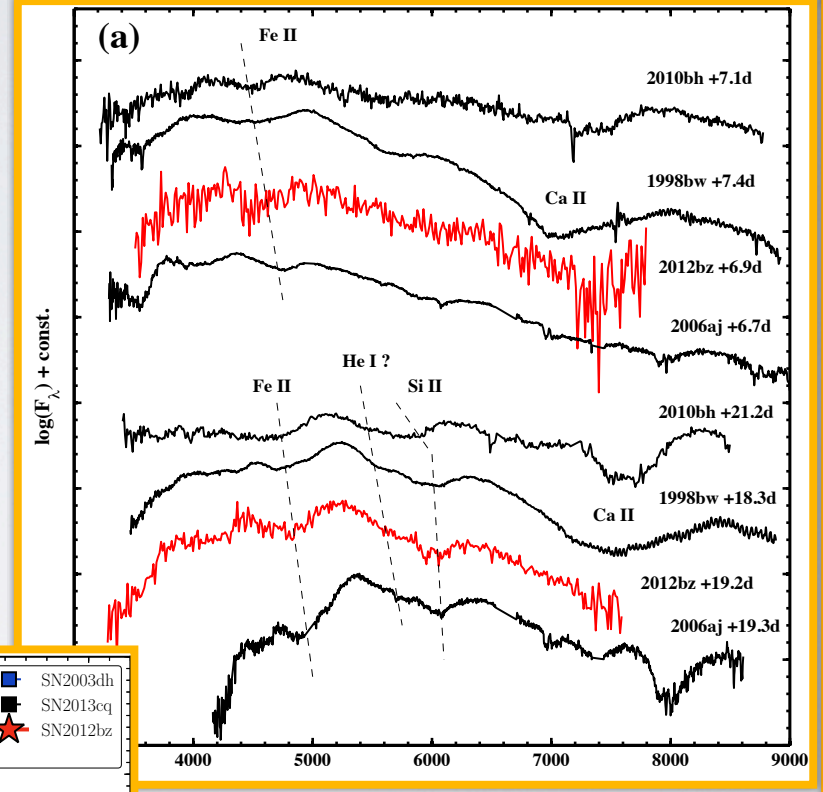 (a)
Fe II
2010bh +7.1d
1998bw +7.4d
Ca II
2012bz +6.9d
2006aj +6.7d
He I ?
Fe II
Si II
2010bh +21.2d
1998bw +18.3d
Ca II
2012bz +19.2d
2006aj +19.3d
log(Fλ) + const.
4000 5000 6000 7000 8000 9000
SN2003dh
SN2013cq
SN2012bz